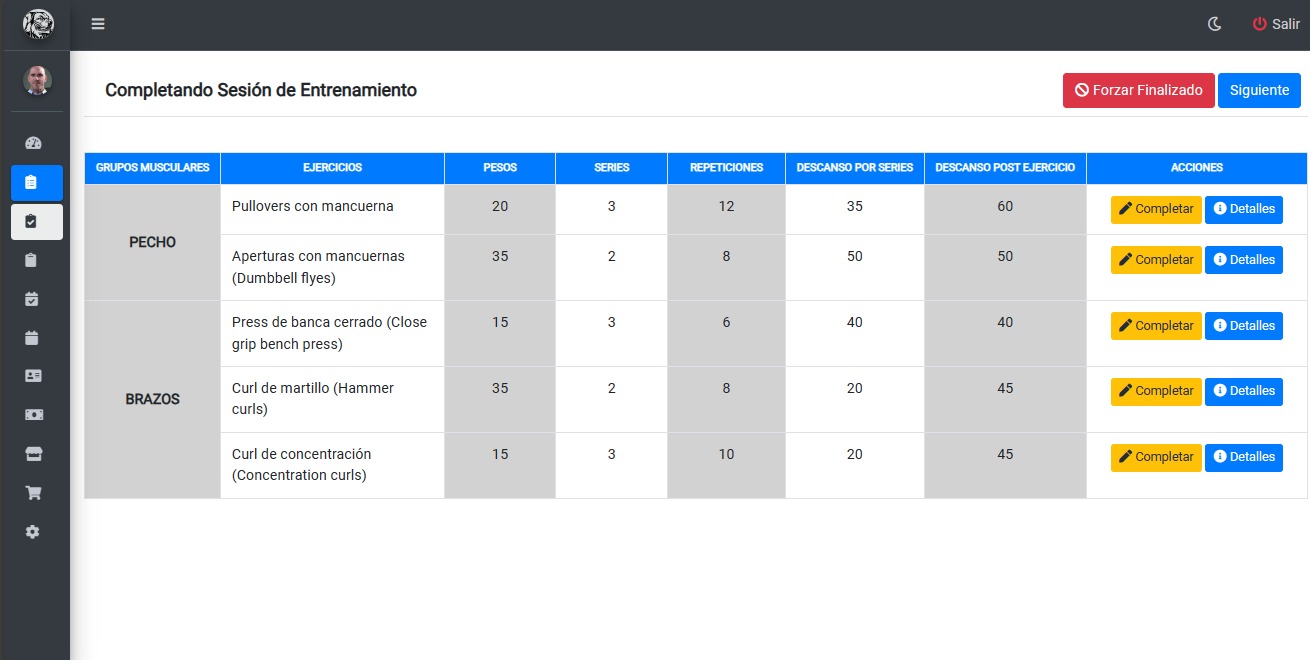 Salir
Completando Sesión de Entrenamiento
Forzar Finalizado
Siguiente
GRUPOS MUSCULARES EJERCICIOS PESOS SERIES REPETICIONES DESCANSO POR SERIES DESCANSO POST EJERCICIO ACCIONES
PECHO
Pullovers con mancuerna 20 3 12 35 60 Completar Detalles
Aperturas con mancuernas 35 2 8 50 50 Completar Detalles
(Dumbbell flyes)
BRAZOS
Press de banca cerrado (Close 15 3 6 40 40 Completar Detalles
grip bench press)
Curl de martillo (Hammer 35 2 8 20 45 Completar Detalles
curls)
Curl de concentración 15 3 10 20 45 Completar Detalles
(Concentration curls)